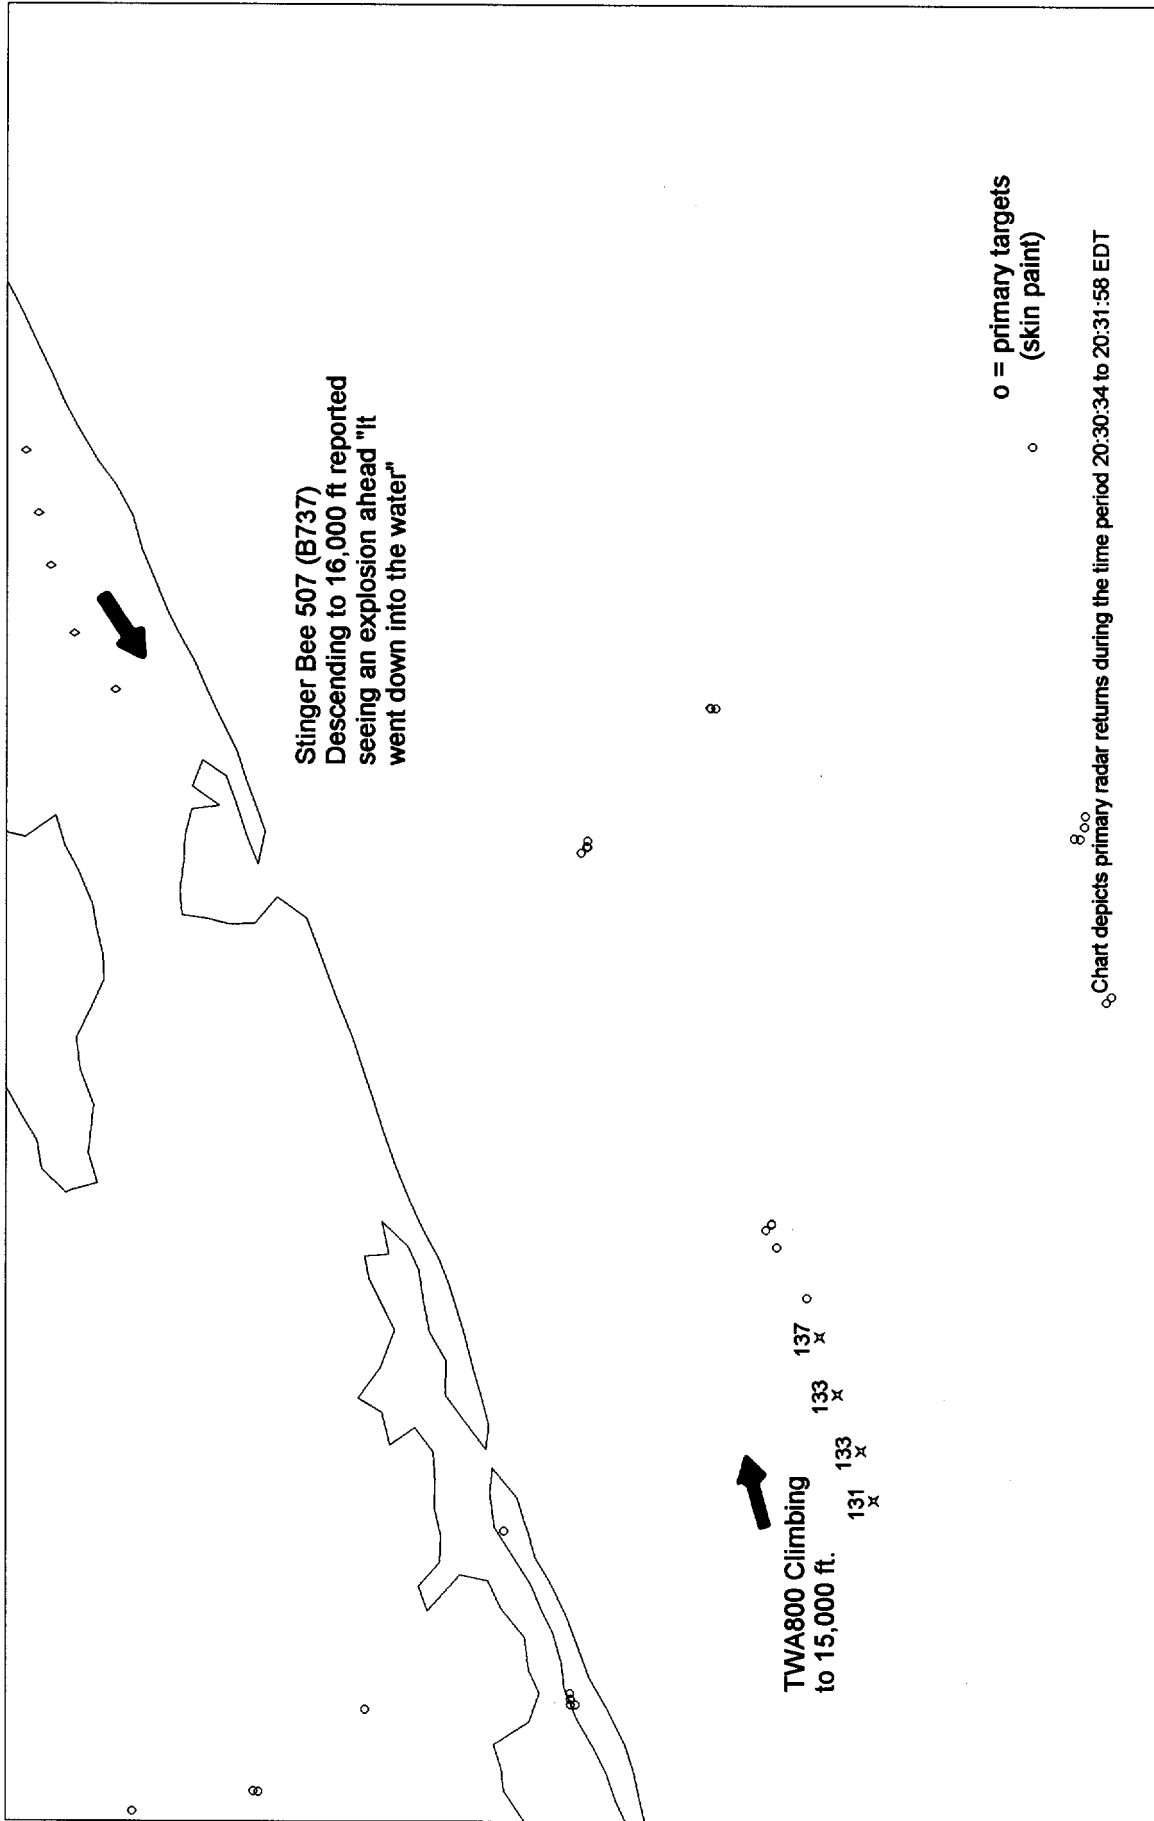 Stinger Bee 507 (B737)
Descending to 16,000 ft reported
seeing an explosion ahead "It
went down into the water"
TWA800 Climbing
to 15,000 ft.
131
133
133
137
o = primary targets
(skin paint)
Chart depicts primary radar returns during the time period 20:30:34 to 20:31:58 EDT